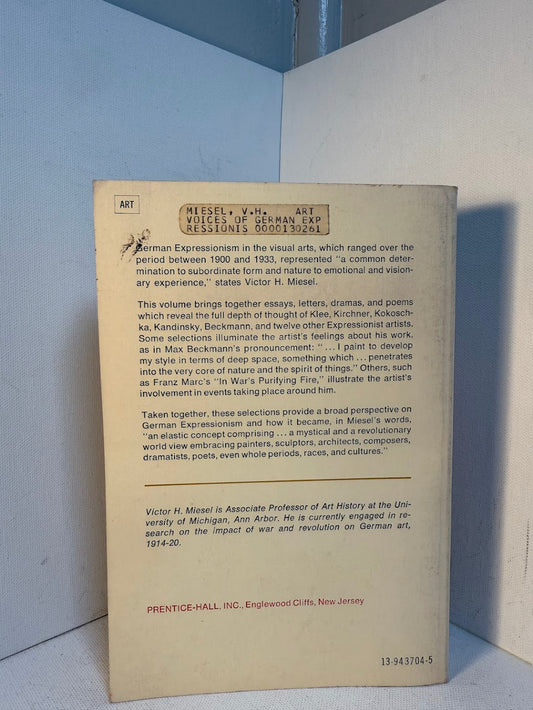 ART
MIESEL, V.H. ART
VOICES OF GERMAN EXP
RESSIONIS 0000130261
German Expressionism in the visual arts, which ranged over the
period between 1900 and 1933, represented "a common deter-
mination to subordinate form and nature to emotional and vision-
ary experience," states Victor H. Miesel.
This volume brings together essays, letters, dramas, and poems
which reveal the full depth of thought of Klee, Kirchner, Kokosch-
ka, Kandinsky, Beckmann, and twelve other Expressionist artists.
Some selections illuminate the artist's feelings about his work,
as in Max Beckmann's pronouncement: "... I paint to develop
my style in terms of deep space, something which ... penetrates
into the very core of nature and the spirit of things." Others, such
as Franz Marc's "In War's Purifying Fire," illustrate the artist's
involvement in events taking place around him.
Taken together, these selections provide a broad perspective on
German Expressionism and how it became, in Miesel's words,
"an elastic concept comprising ... a mystical and a revolutionary
world view embracing painters, sculptors, architects, composers,
dramatists, poets, even whole periods, races, and cultures."
Victor H. Miesel is Associate Professor of Art History at the Uni-
versity of Michigan, Ann Arbor. He is currently engaged in re-
search on the impact of war and revolution on German art,
1914-20.
PRENTICE-HALL, INC., Englewood Cliffs, New Jersey
13-943704-5